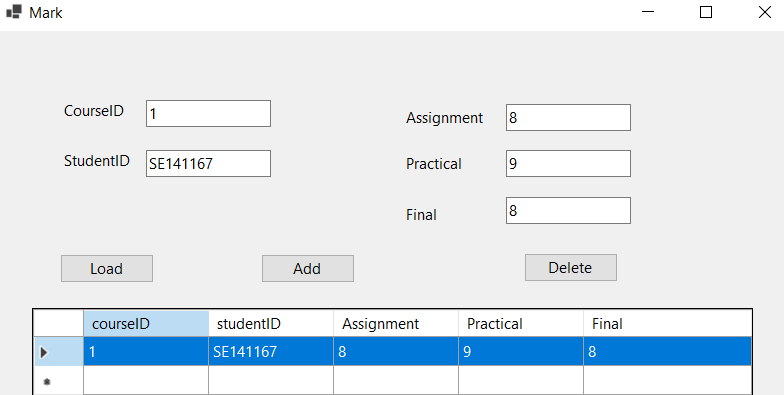 Mark
CourseID 1
Assignment 8
StudentID SE141167
Practical 9
Final 8
Load Add Delete
courseID studentID Assignment Practical Final
1 SE141167 8 9 8